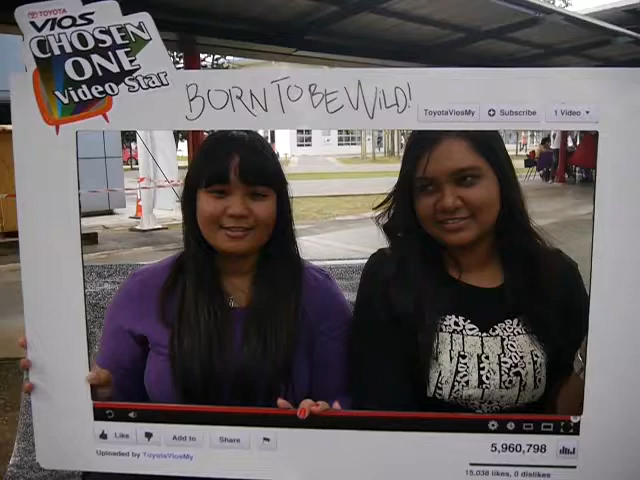 TOYOTA
VIOS
CHOSEN
ONE
Video Star
BORN TO BE WILD!
ToyotaViosMy
Subscribe
1 Video
Like
Add to
Share
Uploaded by ToyotaViosMy
5,960,798
15,038 likes, 0 dislikes